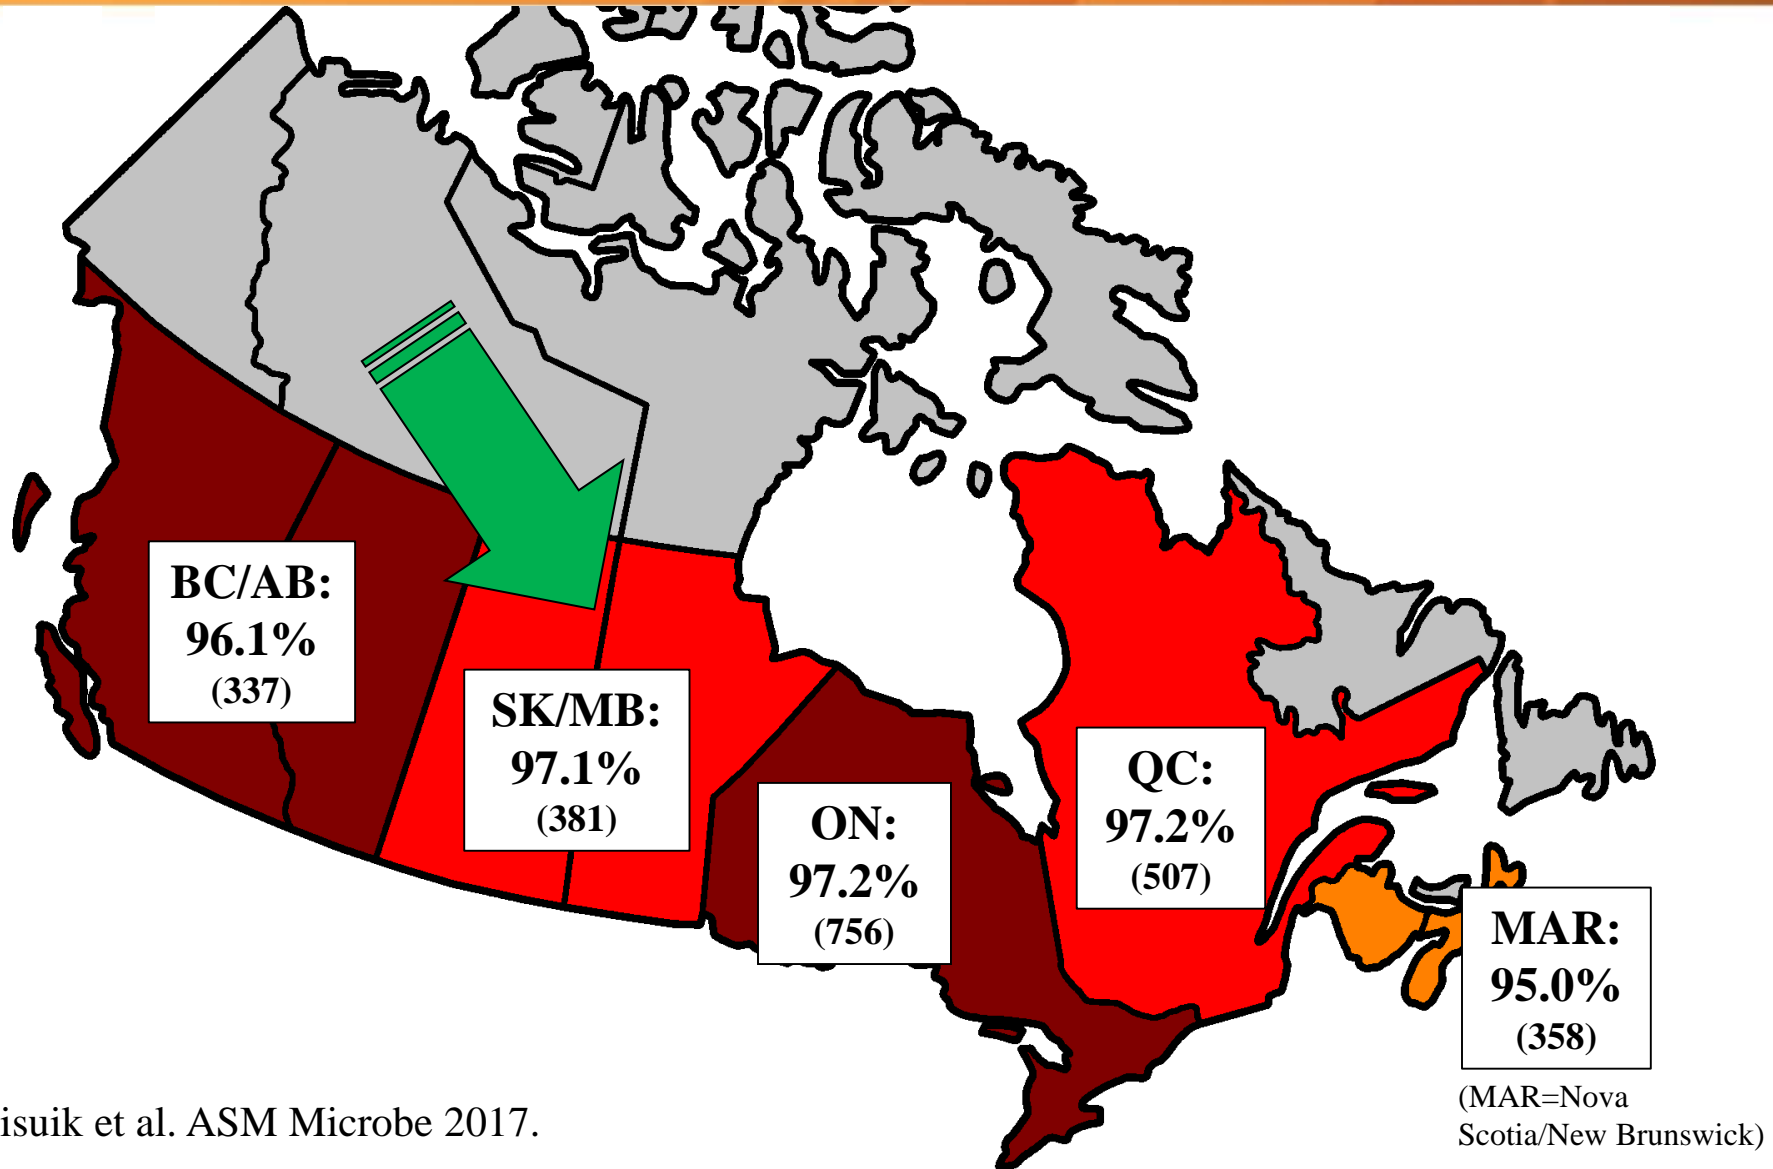 BC/AB:
96.1%
(337)
SK/MB:
97.1%
(381)
ON:
97.2%
(756)
QC:
97.2%
(507)
MAR:
95.0%
(358)
(MAR=Nova
Scotia/New Brunswick)
isuik et al. ASM Microbe 2017.